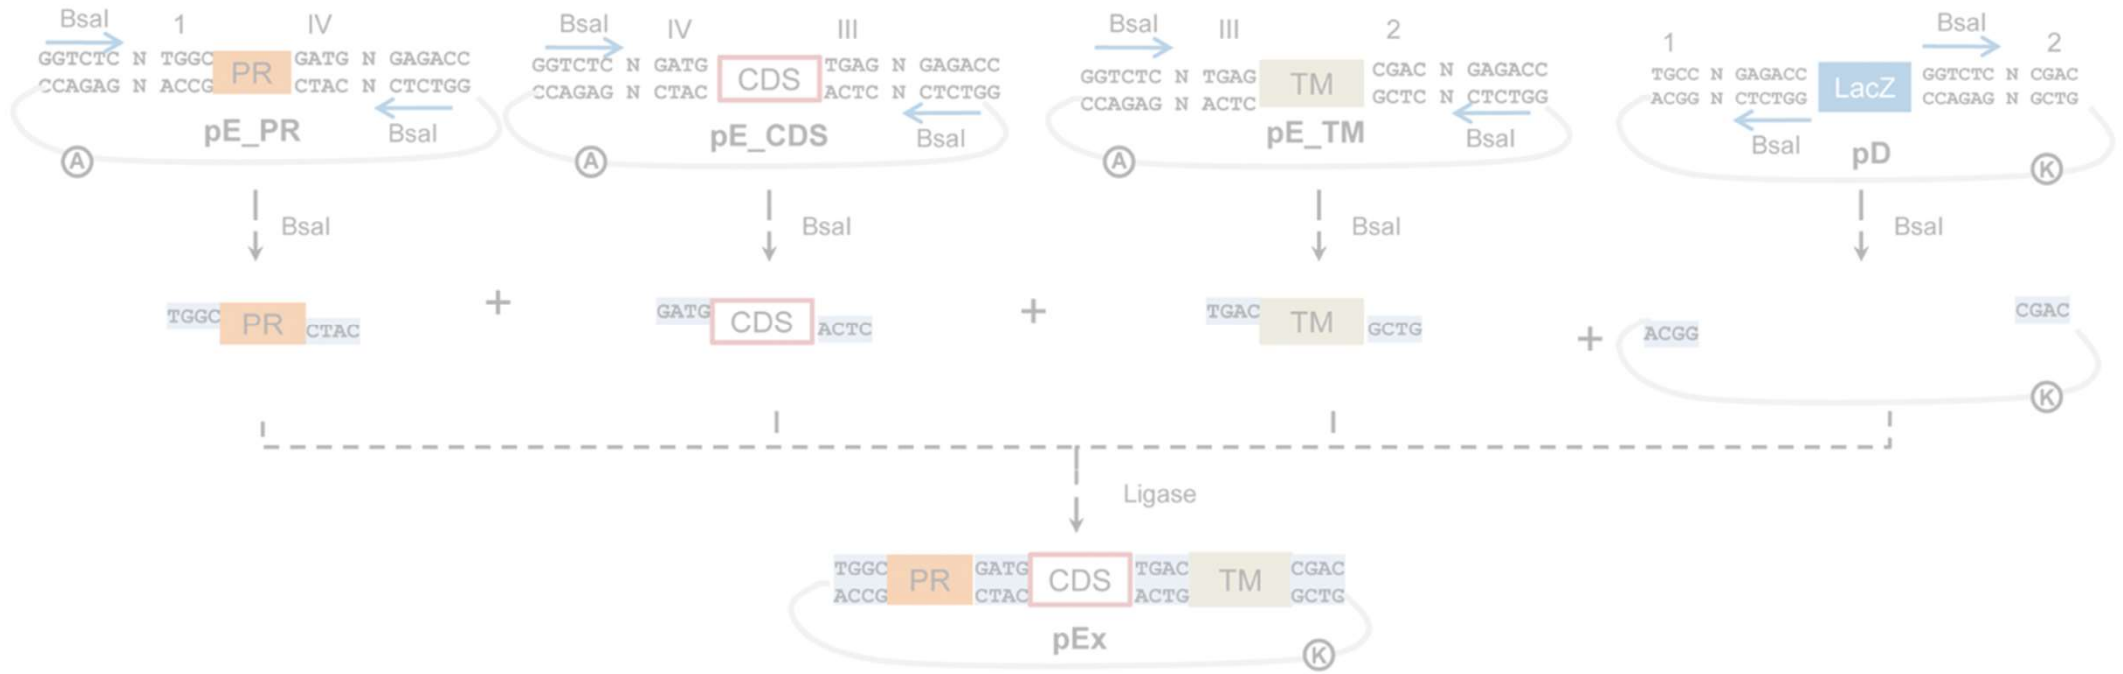 BsaI 1 IV
GGTCTC N TGGC PR GATG N GAGACC
CCAGAG N ACCG CTAC N CTCTGG
pE_PR BsaI
A
BsaI IV III
GGTCTC N GATG CDS TGAG N GAGACC
CCAGAG N CTAC ACTC N CTCTGG
pE_CDS BsaI
A
BsaI III 2
GGTCTC N TGAG TM CGAC N GAGACC
CCAGAG N ACTC GCTC N CTCTGG
pE_TM BsaI
A
1 BsaI 2
TGCC N GAGACC LacZ GGTCTC N CGAC
ACGG N CTCTGG CCAGAG N GCTG
BsaI pD
K
BsaI BsaI BsaI BsaI
TGGC PR CTAC + GATG CDS ACTC + TGAC TM GCTG + ACGG CGAC
K
Ligase
TGGC PR GATG CDS TGAC TM CGAC
ACCG CTAC ACTG GCTG
pEx
K